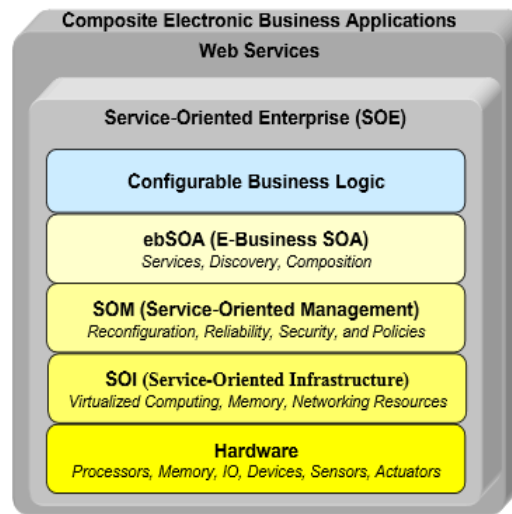 Composite Electronic Business Applications
Web Services
Service-Oriented Enterprise (SOE)
Configurable Business Logic
ebSOA (E-Business SOA)
Services, Discovery, Composition
SOM (Service-Oriented Management)
Reconfiguration, Reliability, Security, and Policies
SOI (Service-Oriented Infrastructure)
Virtualized Computing, Memory, Networking Resources
Hardware
Processors, Memory, IO, Devices, Sensors, Actuators